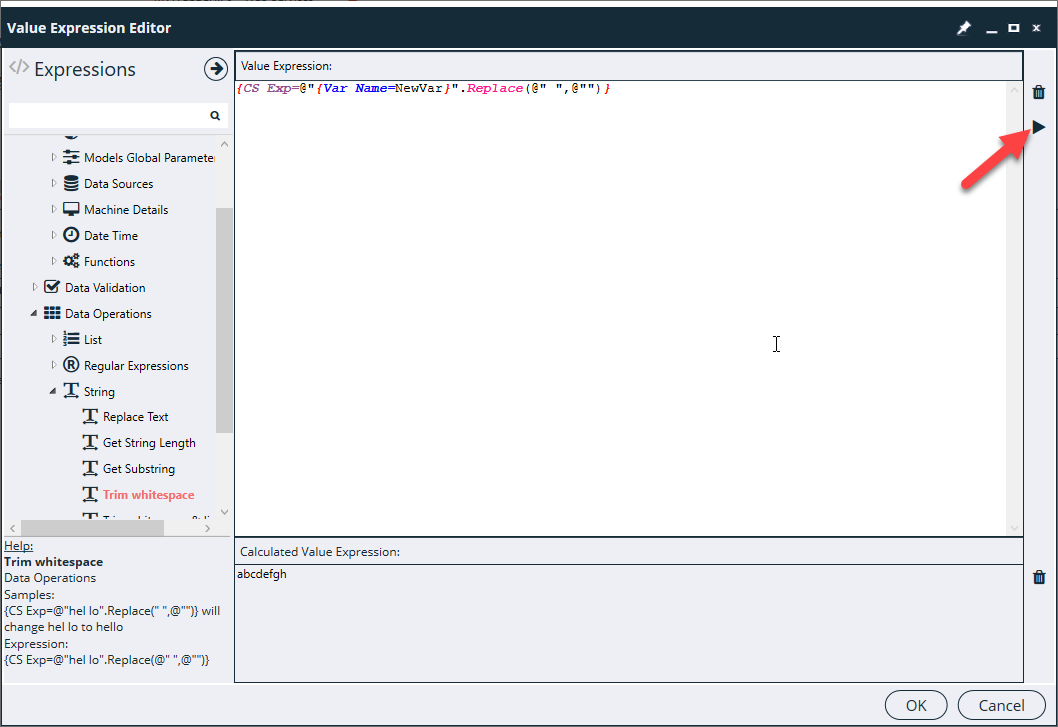 Value Expression Editor
</> Expressions
Models Global Parameter
Data Sources
Machine Details
Date Time
Functions
Data Validation
Data Operations
List
Regular Expressions
String
Replace Text
Get String Length
Get Substring
Trim whitespace
Help:
Trim whitespace
Data Operations
Samples:
{CS Exp=@"hel lo".Replace(" ",@"")} will
change hel lo to hello
Expression:
{CS Exp=@"hel lo".Replace(@" ",@"")}
Value Expression:
{CS Exp=@"{Var Name=NewVar}".Replace(@" ",@"")}
Calculated Value Expression:
abcdefgh
OK
Cancel